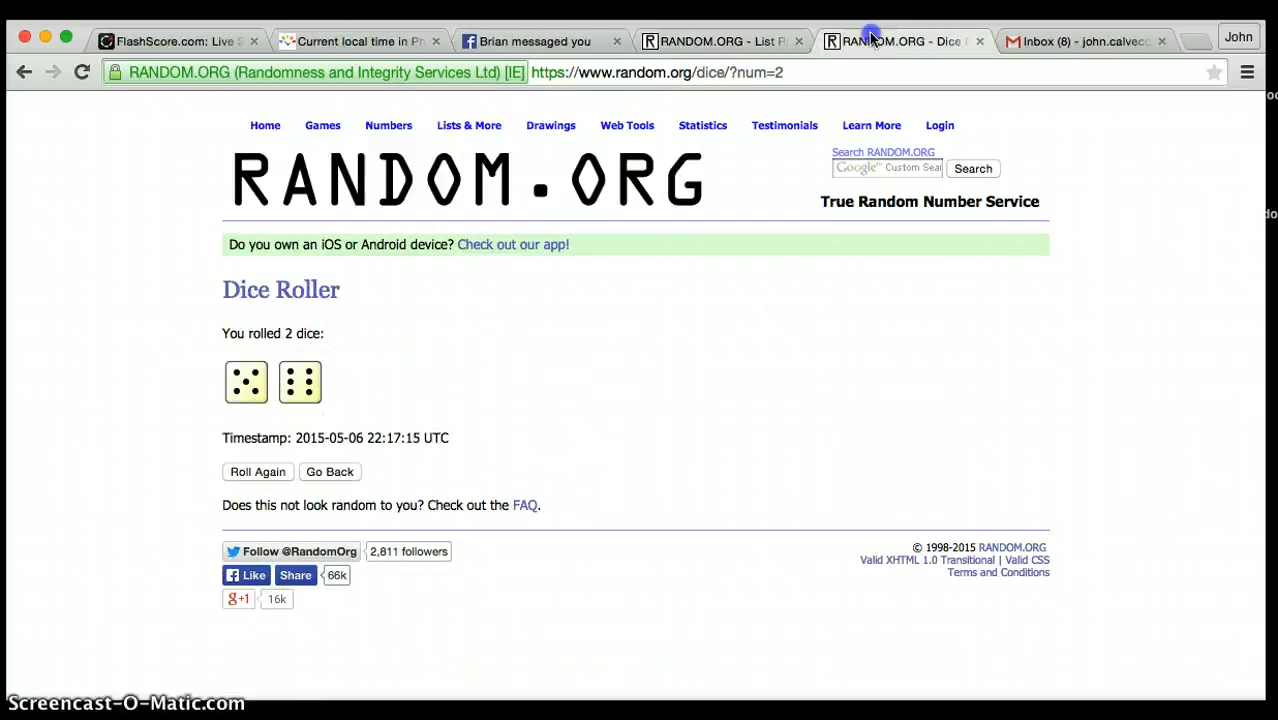 FlashScore.com: Live S
Current local time in Ph
Brian messaged you
RANDOM.ORG - List R
RANDOM.ORG - Dice
Inbox (8) - john.calvec
John
RANDOM.ORG (Randomness and Integrity Services Ltd) [IE] https://www.random.org/dice/?num=2
Home Games Numbers Lists & More Drawings Web Tools Statistics Testimonials Learn More Login
RANDOM.ORG
Search RANDOM.ORG
Google™ Custom Sear
Search
True Random Number Service
Do you own an iOS or Android device? Check out our app!
Dice Roller
You rolled 2 dice:
Timestamp: 2015-05-06 22:17:15 UTC
Roll Again Go Back
Does this not look random to you? Check out the FAQ.
Follow @RandomOrg 2,811 followers
Like Share 66k
g+1 16k
© 1998-2015 RANDOM.ORG
Valid XHTML 1.0 Transitional | Valid CSS
Terms and Conditions
Screencast-O-Matic.com